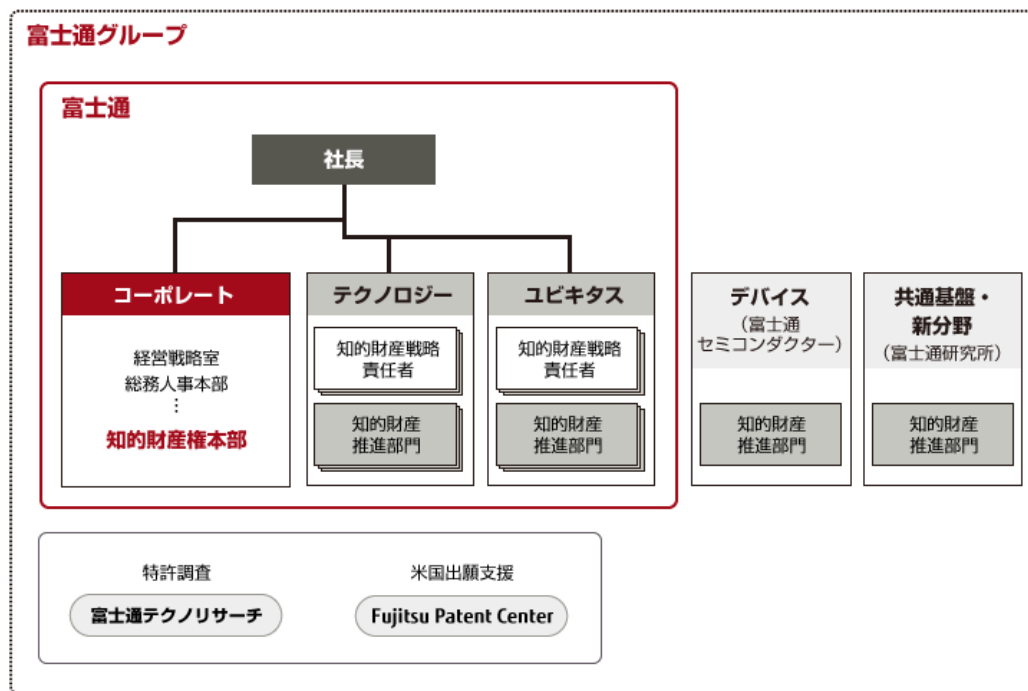 富士通グループ
富士通
社長
コーポレート
経営戦略室
総務人事本部
⋮
知的財産権本部
テクノロジー
知的財産戦略
責任者
知的財産
推進部門
ユビキタス
知的財産戦略
責任者
知的財産
推進部門
デバイス
(富士通
セミコンダクター)
知的財産
推進部門
共通基盤・
新分野
(富士通研究所)
知的財産
推進部門
特許調査
富士通テクノリサーチ
米国出願支援
Fujitsu Patent Center